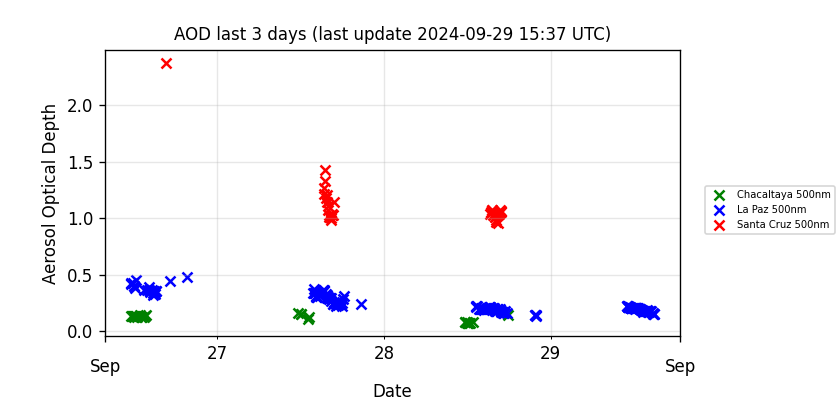 AOD last 3 days (last update 2024-09-29 15:37 UTC)
Aerosol Optical Depth
2.0
1.5
1.0
0.5
0.0
27
28
29
Sep
Sep
Date
Chacaltaya 500nm
La Paz 500nm
Santa Cruz 500nm